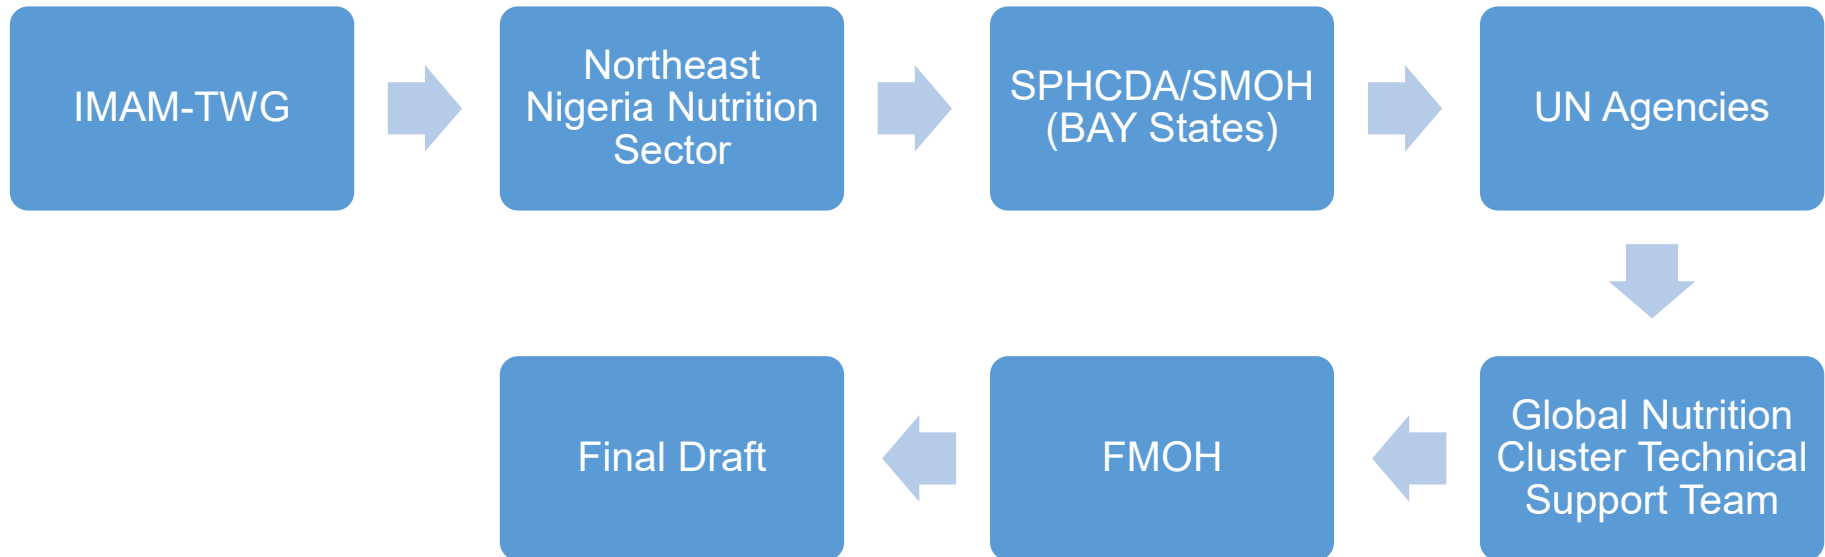 IMAM-TWG
Northeast
Nigeria Nutrition
Sector
SPHCDA/SMOH
(BAY States)
UN Agencies
Global Nutrition
Cluster Technical
Support Team
FMOH
Final Draft